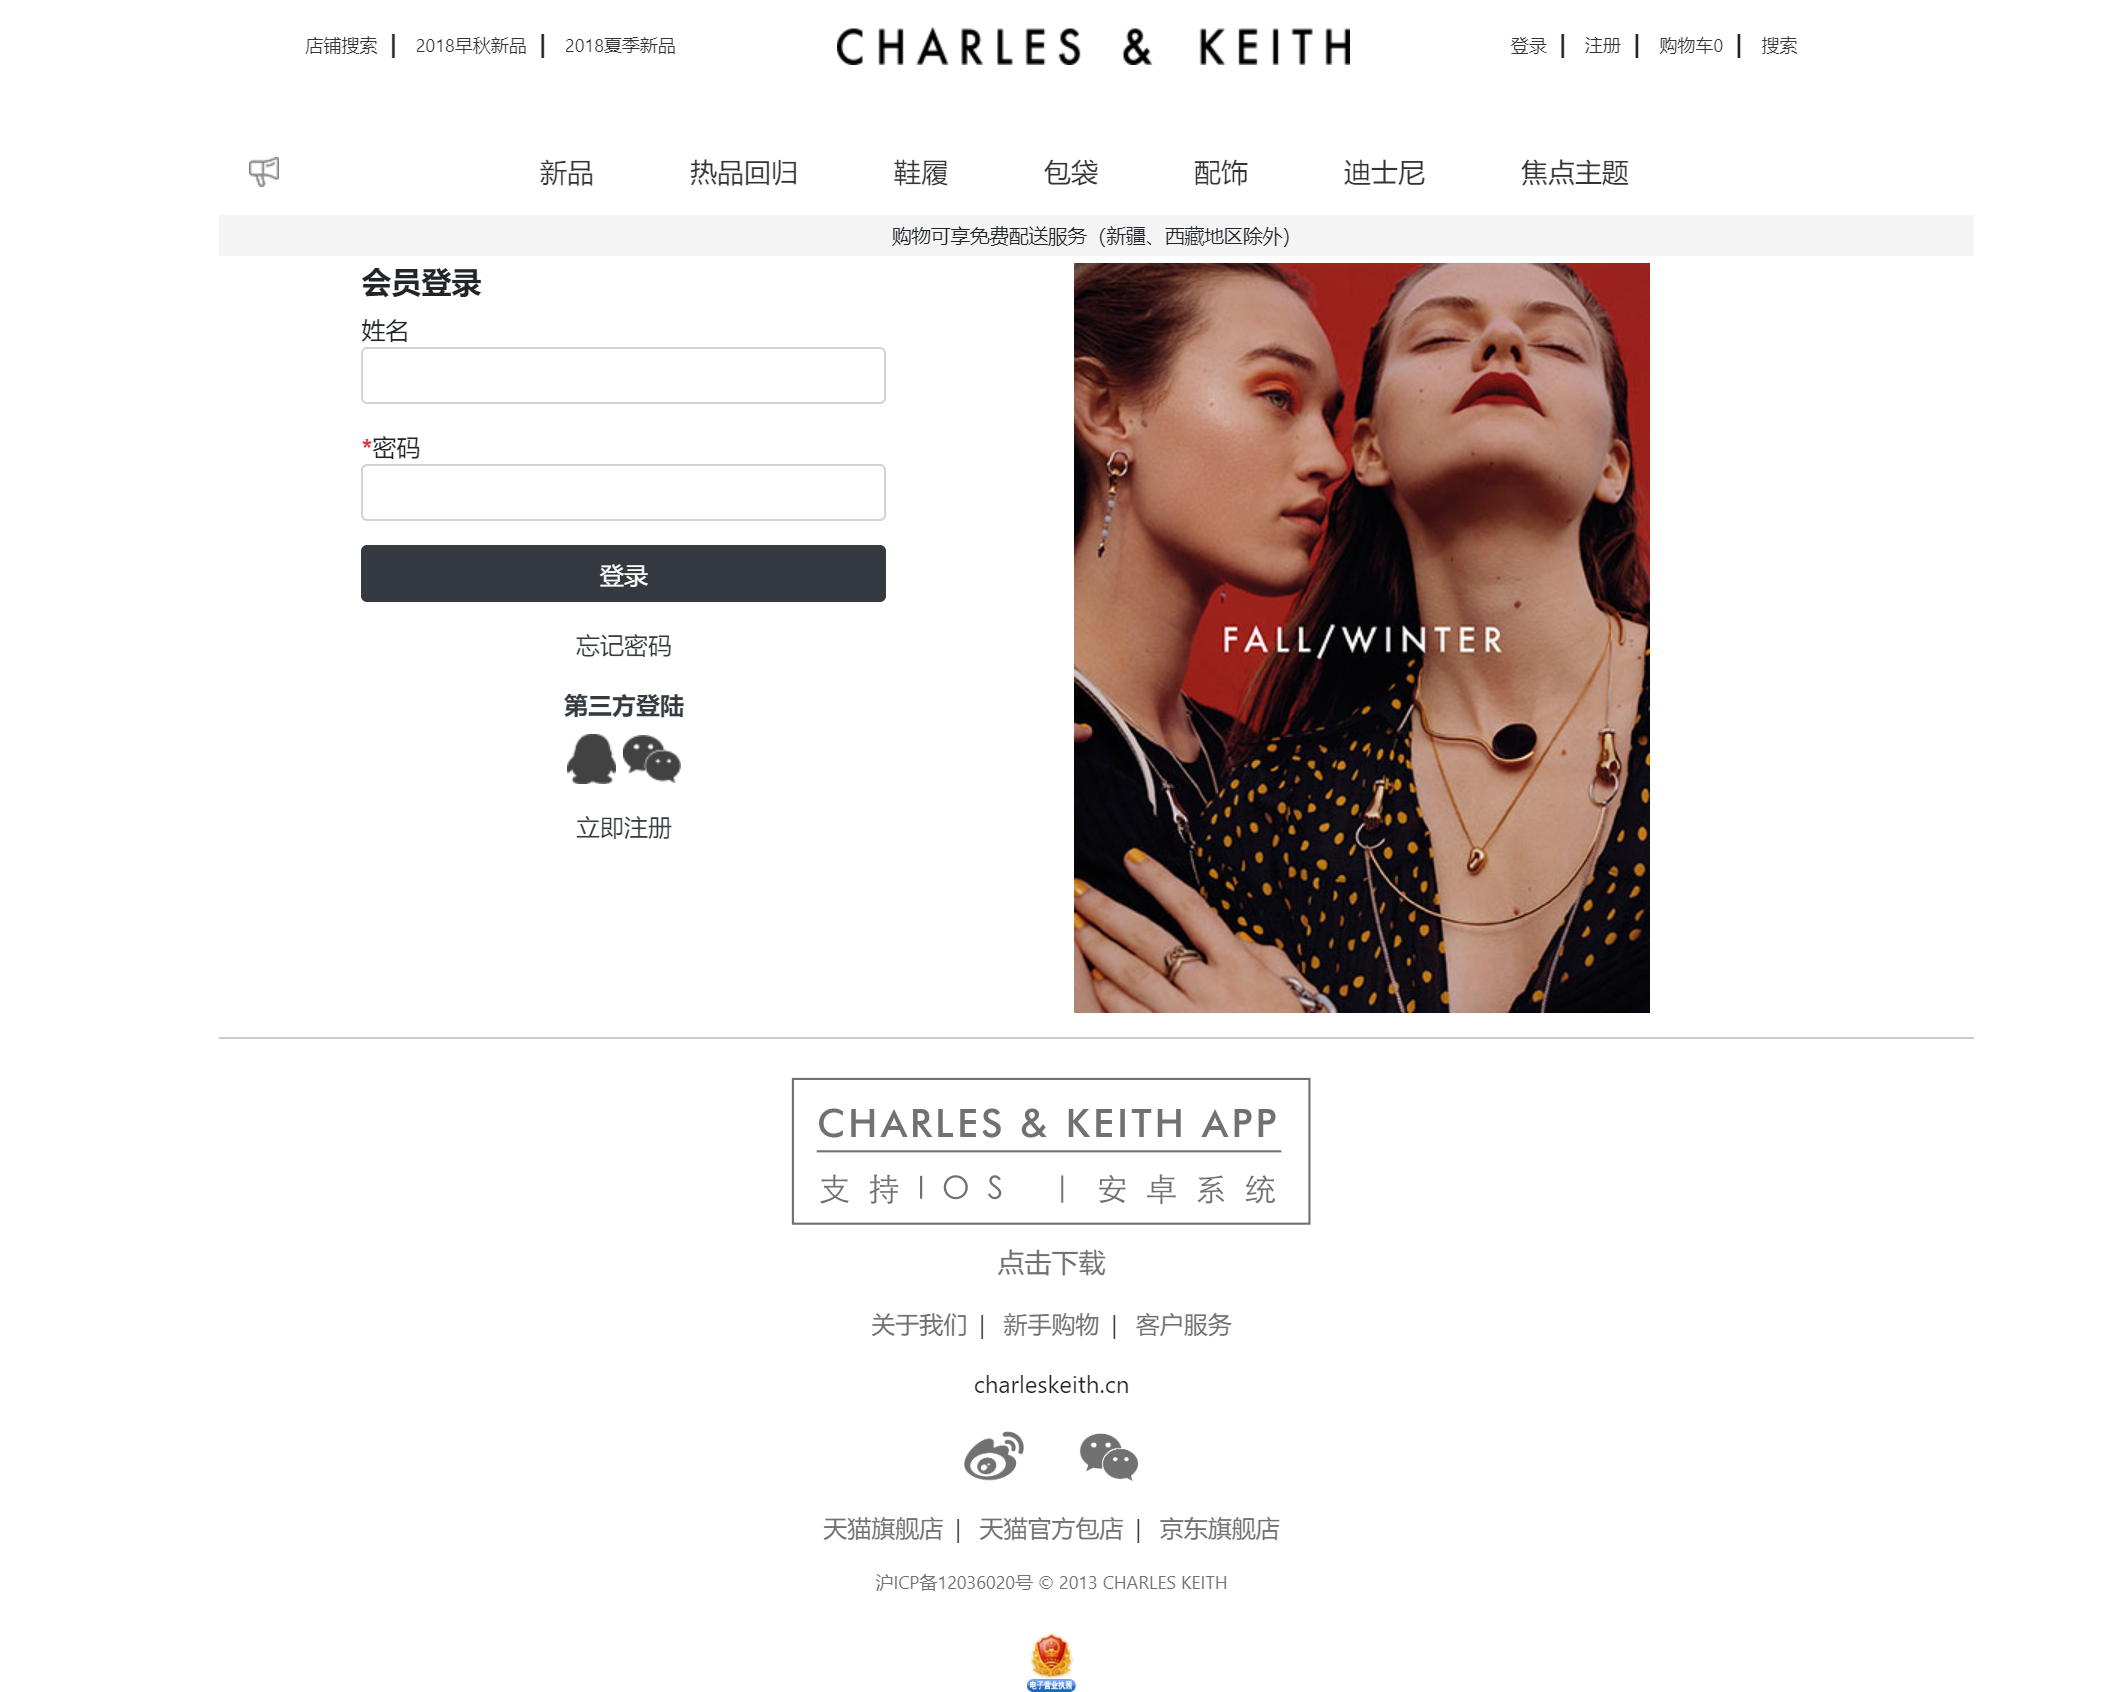 店铺搜索 | 2018早秋新品 | 2018夏季新品
CHARLES & KEITH
登录 | 注册 | 购物车0 | 搜索
新品 热品回归 鞋履 包袋 配饰 迪士尼 焦点主题
购物可享免费配送服务（新疆、西藏地区除外）
会员登录
姓名
*密码
登录
忘记密码
第三方登陆
立即注册
FALL/WINTER
CHARLES & KEITH APP
支持IOS | 安卓系统
点击下载
关于我们 | 新手购物 | 客户服务
charleskeith.cn
天猫旗舰店 | 天猫官方包店 | 京东旗舰店
沪ICP备12036020号 © 2013 CHARLES KEITH
电子营业执照